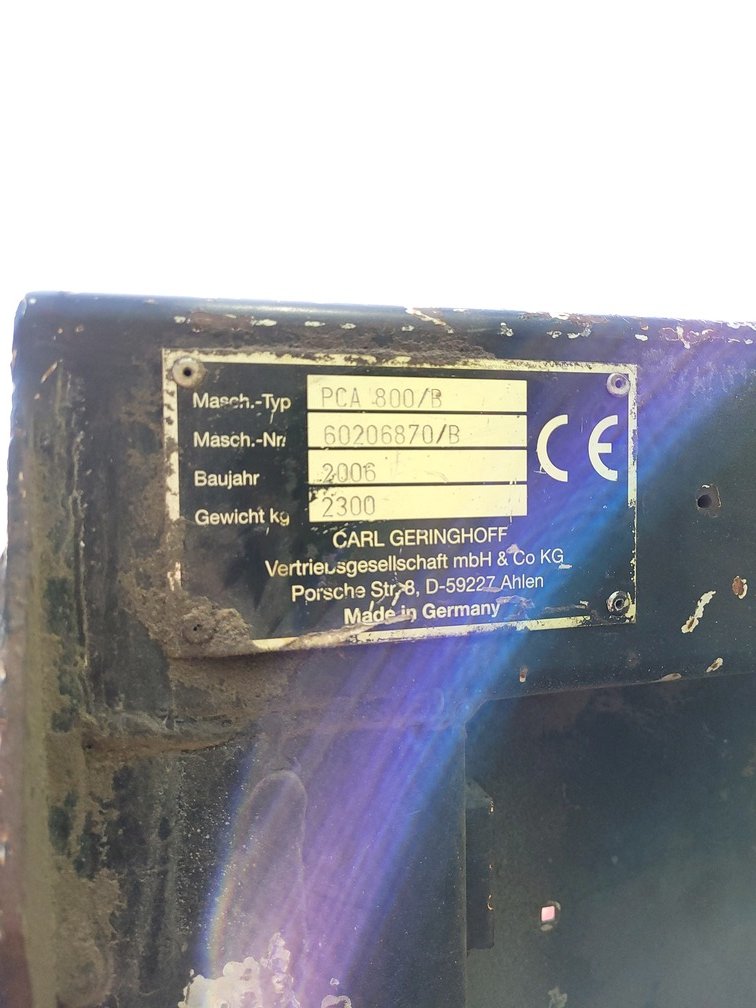 Masch.-Typ PCA 800/B
Masch.-Nr. 60206870/B
CE
Baujahr 2006
Gewicht kg 2300
CARL GERINGHOFF
Vertriebsgesellschaft mbH & Co KG
Porsche Str. 8, D-59227 Ahlen
Made in Germany